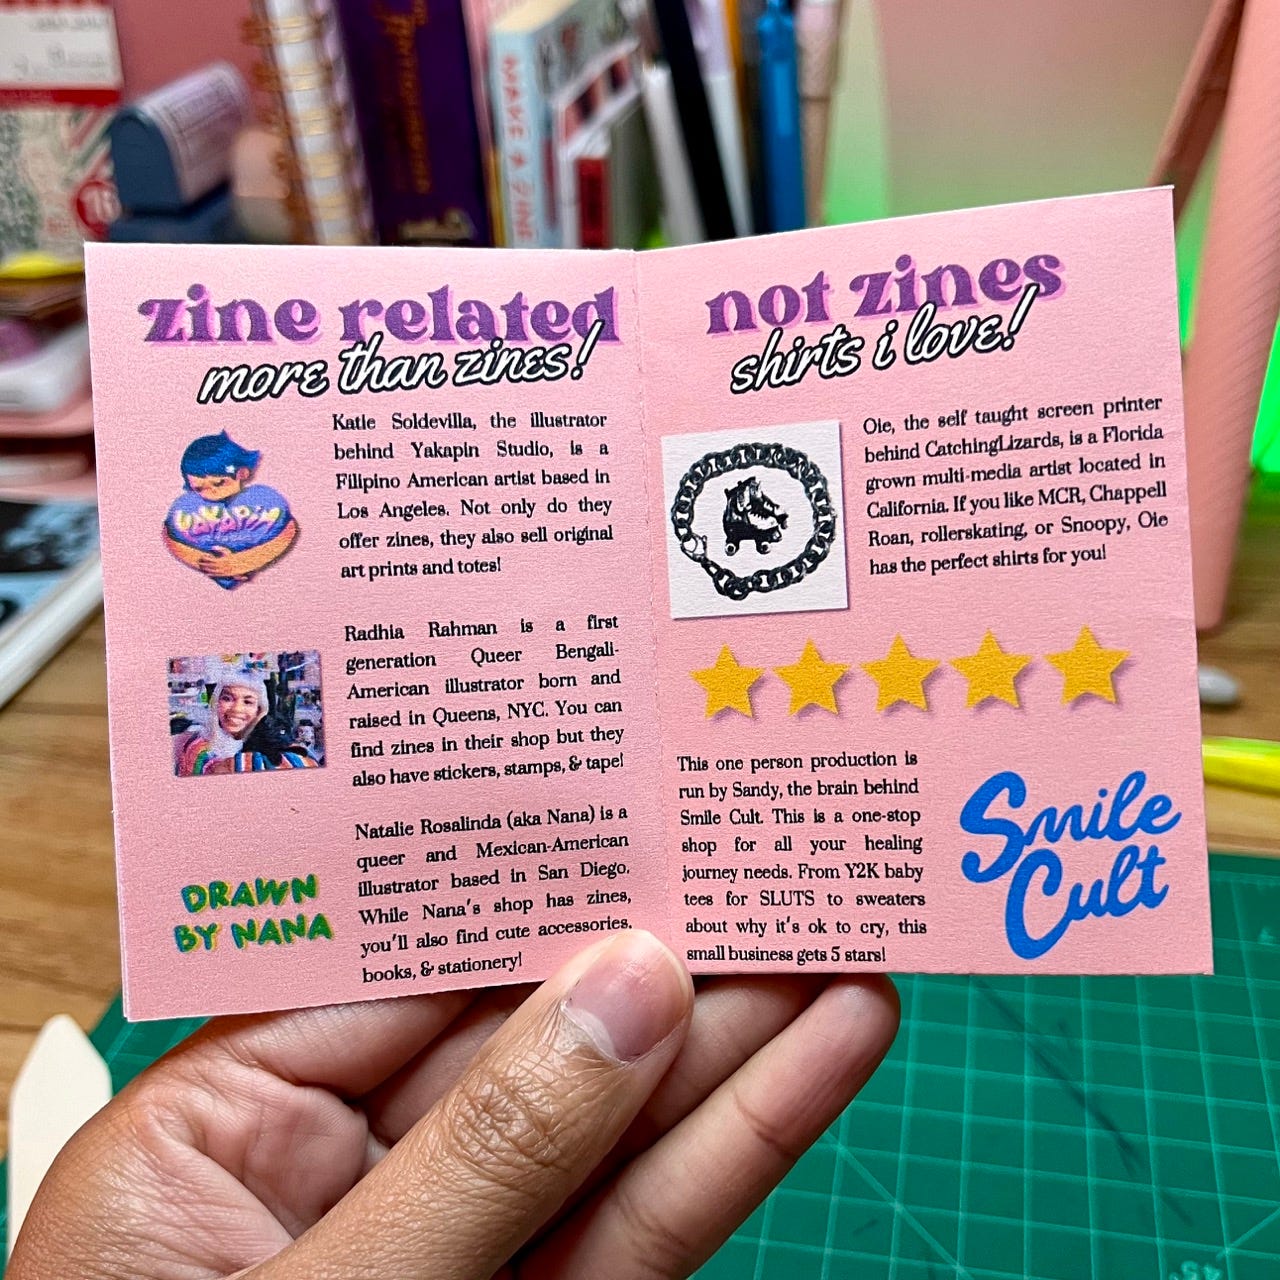 MAKE A ZINE
16
zine related
more than zines!
YAKAPIN
Katie Soldevilla, the illustrator
behind Yakapin Studio, is a
Filipino American artist based in
Los Angeles. Not only do they
offer zines, they also sell original
art prints and totes!
Radhia Rahman is a first
generation Queer Bengali-
American illustrator born and
raised in Queens, NYC. You can
find zines in their shop but they
also have stickers, stamps, & tape!
DRAWN
BY NANA
Natalie Rosalinda (aka Nana) is a
queer and Mexican-American
illustrator based in San Diego.
While Nana's shop has zines,
you'll also find cute accessories,
books, & stationery!
not zines
shirts i love!
Oie, the self taught screen printer
behind CatchingLizards, is a Florida
grown multi-media artist located in
California. If you like MCR, Chappell
Roan, rollerskating, or Snoopy, Oie
has the perfect shirts for you!
This one person production is
run by Sandy, the brain behind
Smile Cult. This is a one-stop
shop for all your healing
journey needs. From Y2K baby
tees for SLUTS to sweaters
about why it's ok to cry, this
small business gets 5 stars!
Smile
Cult
45